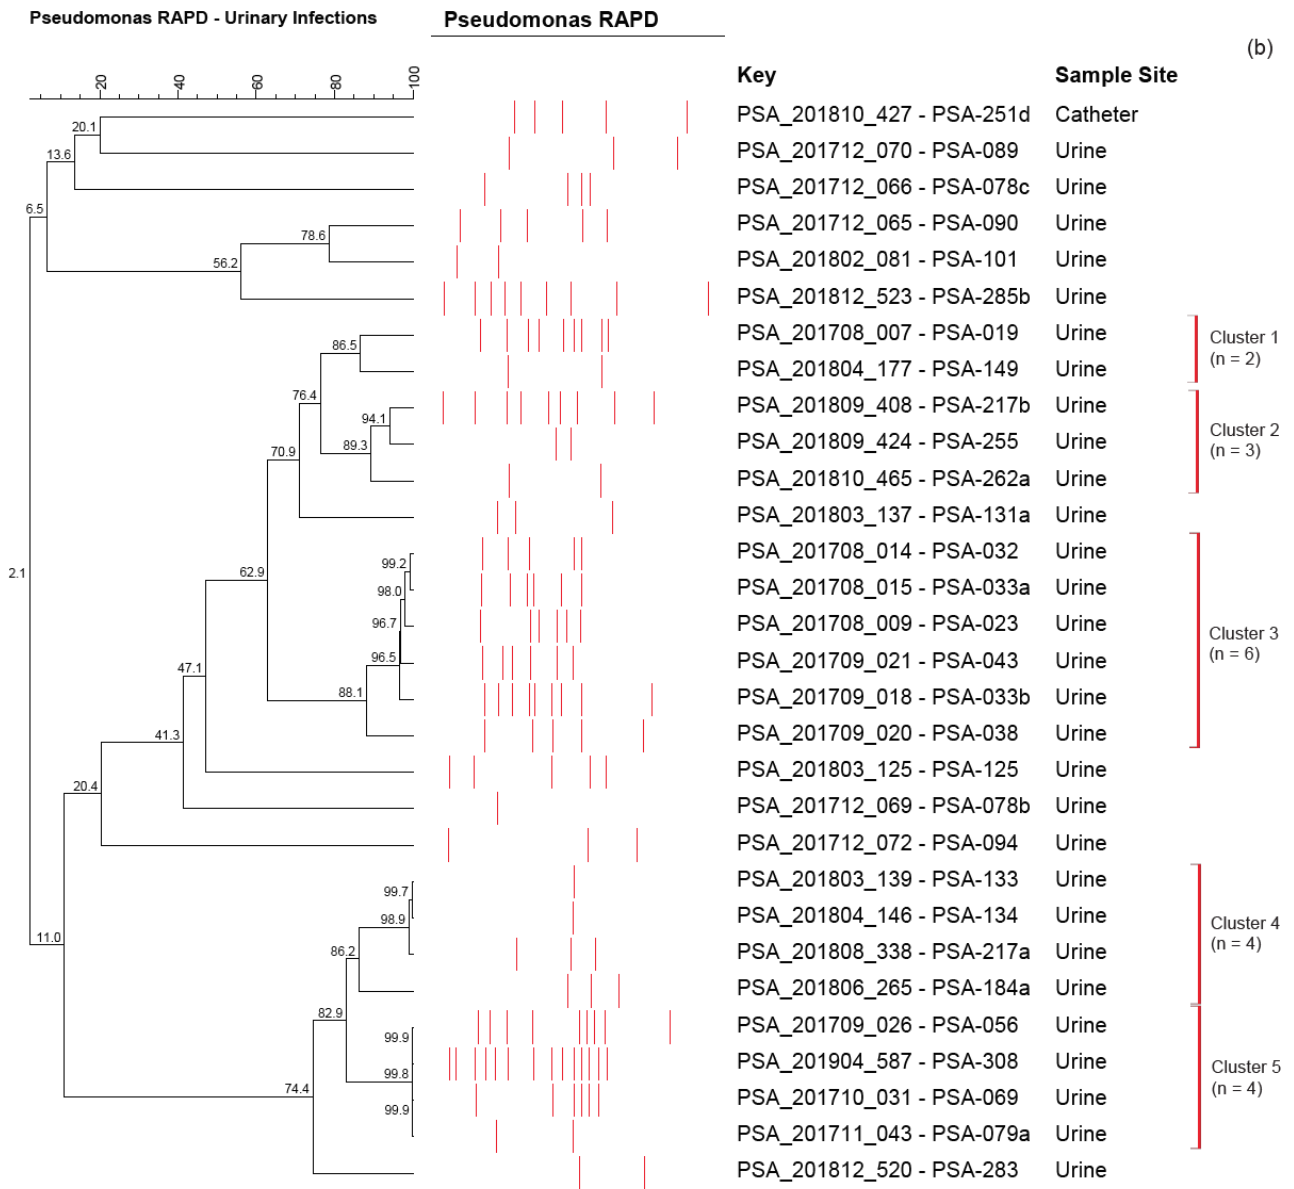 Pseudomonas RAPD - Urinary Infections
Pseudomonas RAPD
(b)
Key
Sample Site
20
40
60
80
100
PSA_201810_427 - PSA-251d Catheter
20.1
PSA_201712_070 - PSA-089 Urine
13.6
PSA_201712_066 - PSA-078c Urine
6.5
PSA_201712_065 - PSA-090 Urine
78.6
PSA_201802_081 - PSA-101 Urine
56.2
PSA_201812_523 - PSA-285b Urine
PSA_201708_007 - PSA-019 Urine
Cluster 1
(n = 2)
86.5
PSA_201804_177 - PSA-149 Urine
76.4
PSA_201809_408 - PSA-217b Urine
94.1
Cluster 2
(n = 3)
PSA_201809_424 - PSA-255 Urine
89.3
70.9
PSA_201810_465 - PSA-262a Urine
PSA_201803_137 - PSA-131a Urine
PSA_201708_014 - PSA-032 Urine
99.2
2.1
62.9
PSA_201708_015 - PSA-033a Urine
98.0
PSA_201708_009 - PSA-023 Urine
96.7
Cluster 3
(n = 6)
PSA_201709_021 - PSA-043 Urine
96.5
47.1
PSA_201709_018 - PSA-033b Urine
88.1
PSA_201709_020 - PSA-038 Urine
41.3
PSA_201803_125 - PSA-125 Urine
20.4
PSA_201712_069 - PSA-078b Urine
PSA_201712_072 - PSA-094 Urine
PSA_201803_139 - PSA-133 Urine
99.7
PSA_201804_146 - PSA-134 Urine
98.9
Cluster 4
(n = 4)
11.0
PSA_201808_338 - PSA-217a Urine
86.2
PSA_201806_265 - PSA-184a Urine
82.9
PSA_201709_026 - PSA-056 Urine
99.9
PSA_201904_587 - PSA-308 Urine
99.8
Cluster 5
(n = 4)
74.4
PSA_201710_031 - PSA-069 Urine
99.9
PSA_201711_043 - PSA-079a Urine
PSA_201812_520 - PSA-283 Urine